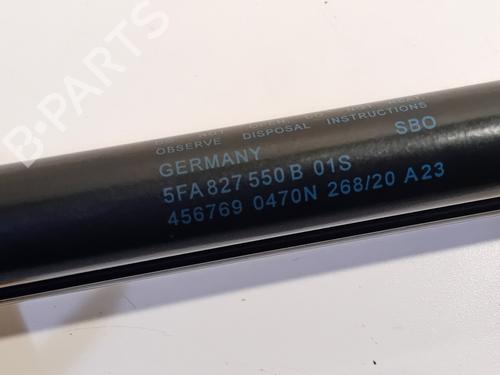 B-PARTS
OBSERVE DISPOSAL INSTRUCTIONS
GERMANY SBO
5FA 827 550 B 01S
456769 0470N 268/20 A23